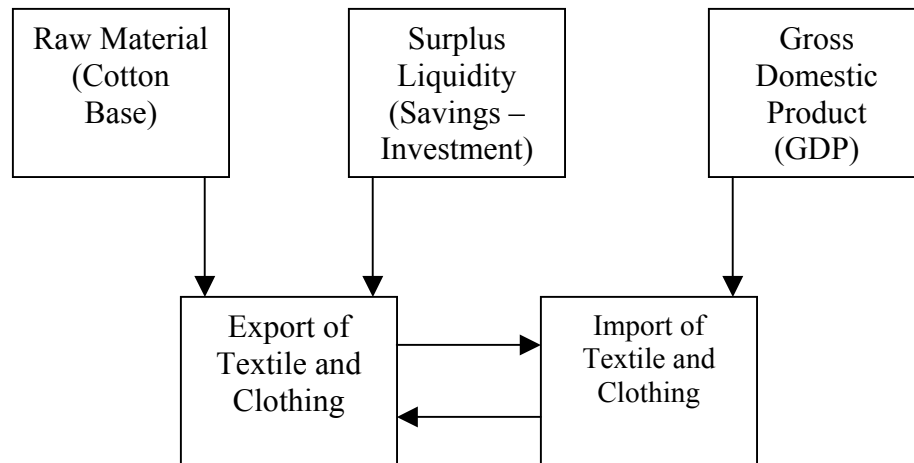 Raw Material
(Cotton
Base)
Surplus
Liquidity
(Savings –
Investment)
Gross
Domestic
Product
(GDP)
Export of
Textile and
Clothing
Import of
Textile and
Clothing